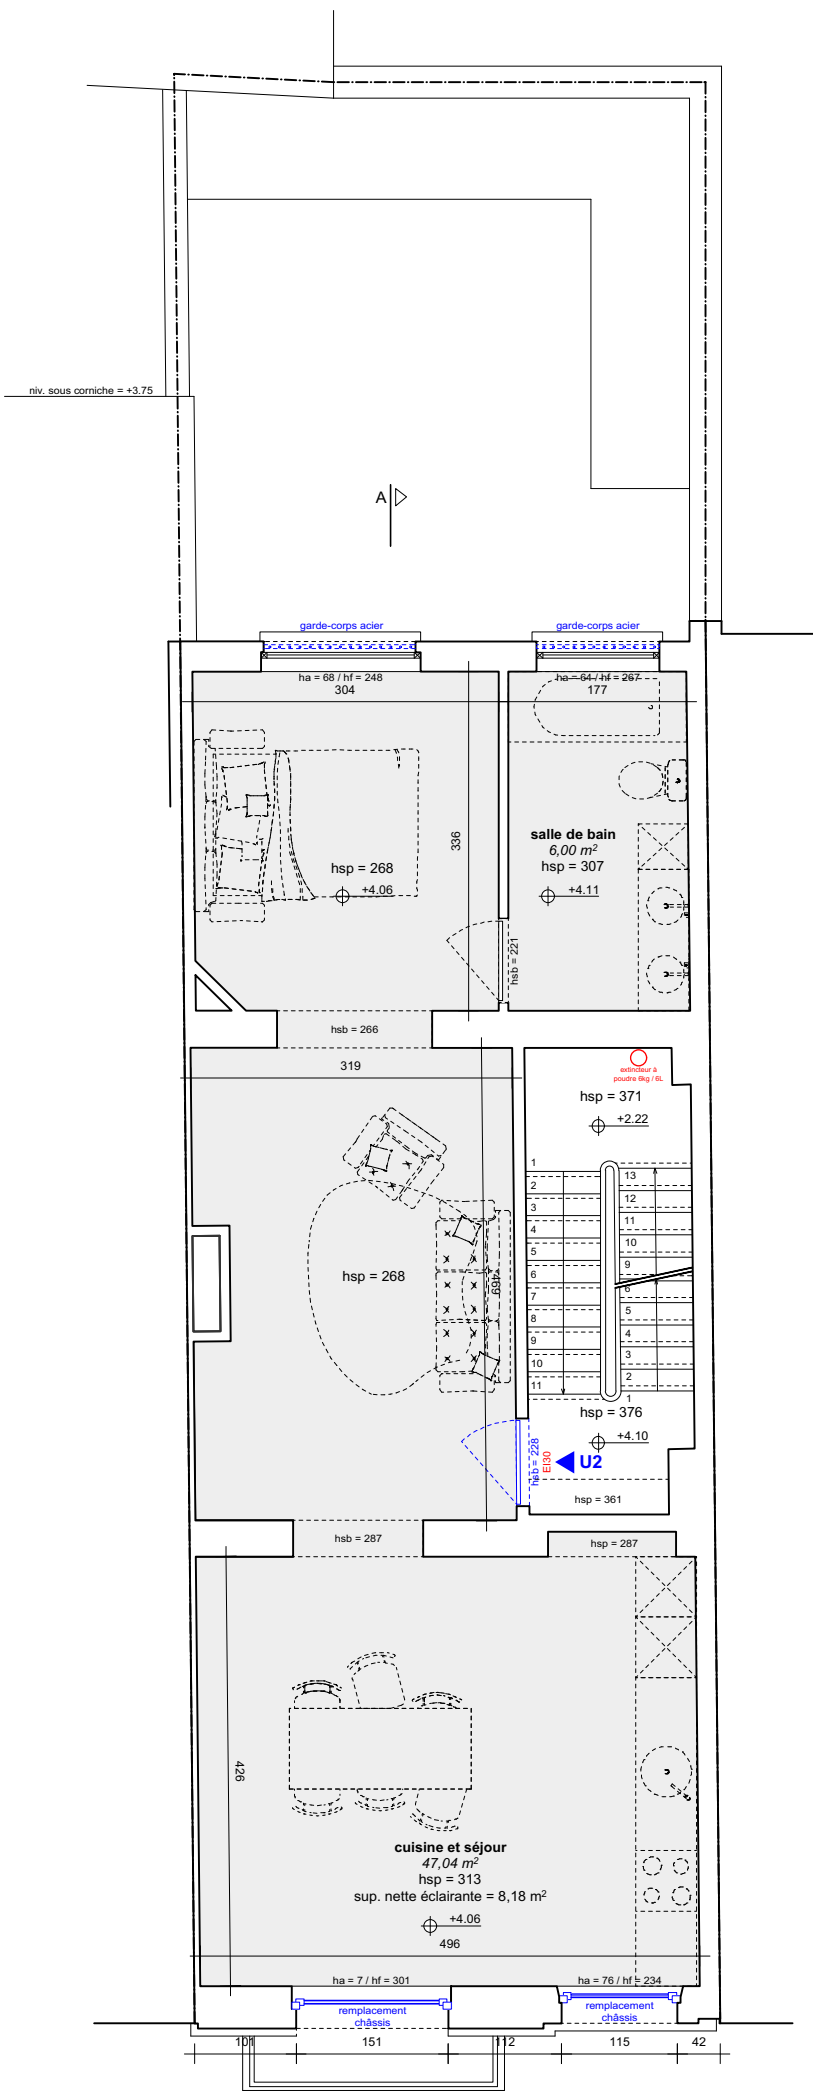 niv. sous corniche = +3.75
A
garde-corps acier
garde-corps acier
ha = 68 / hf = 248
304
ha = 64 / hf = 267
177
336
salle de bain
6,00 m²
hsp = 307
+4.11
hsp = 268
+4.06
hsb = 221
hsb = 266
319
extincteur à
poudre 6kg / 6L
hsp = 371
+2.22
1
2
3
4
5
6
7
8
9
10
11
13
12
11
10
9
6
5
4
3
2
1
hsp = 268
469
hsp = 376
+4.10
hsb = 228
EI30
U2
hsp = 361
hsb = 287
hsp = 287
426
cuisine et séjour
47,04 m²
hsp = 313
sup. nette éclairante = 8,18 m²
+4.06
496
ha = 7 / hf = 301
ha = 76 / hf = 234
remplacement
châssis
remplacement
châssis
101
151
112
115
42